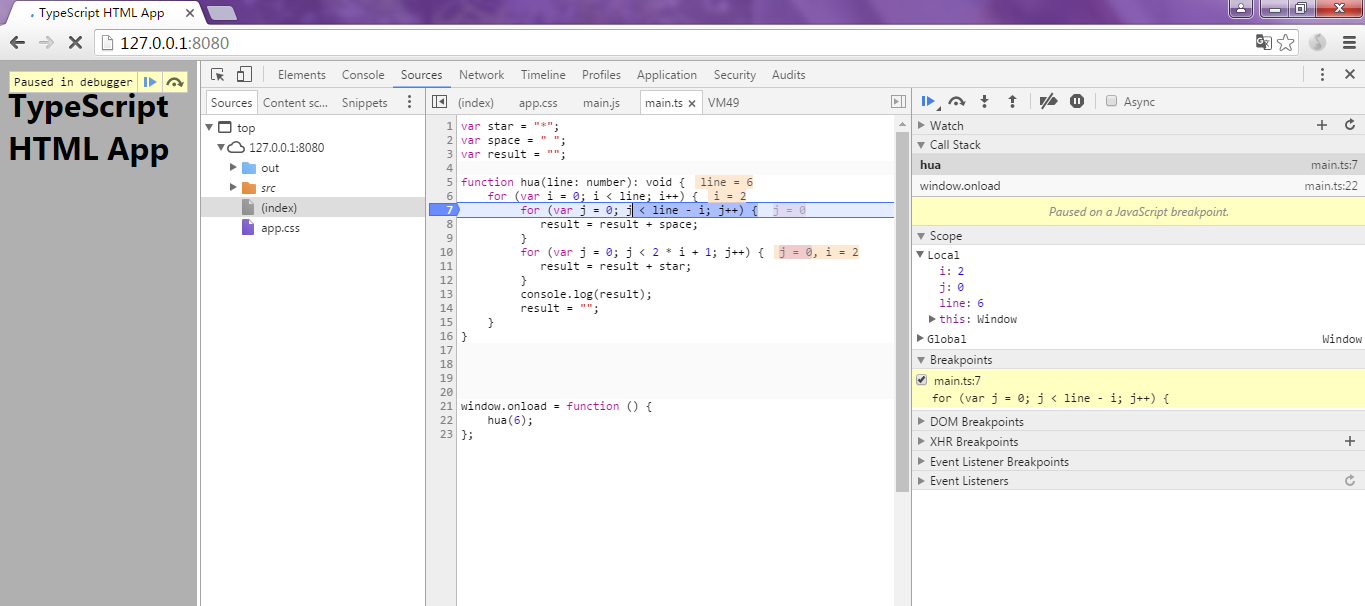 TypeScript HTML App
127.0.0.1:8080
Paused in debugger
TypeScript
HTML App
Elements Console Sources Network Timeline Profiles Application Security Audits
Sources Content sc... Snippets
(index) app.css main.js main.ts VM49
Async
top
127.0.0.1:8080
out
src
(index)
app.css
1 var star = "*";
2 var space = " ";
3 var result = "";
4
5 function hua(line: number): void { line = 6
6 for (var i = 0; i < line; i++) { i = 2
7 for (var j = 0; j < line - i; j++) { j = 0
8 result = result + space;
9 }
10 for (var j = 0; j < 2 * i + 1; j++) { j = 0, i = 2
11 result = result + star;
12 }
13 console.log(result);
14 result = "";
15 }
16 }
17
18
19
20
21 window.onload = function () {
22 hua(6);
23 };
Watch
Call Stack
hua main.ts:7
window.onload main.ts:22
Paused on a JavaScript breakpoint.
Scope
Local
i: 2
j: 0
line: 6
this: Window
Global Window
Breakpoints
main.ts:7
for (var j = 0; j < line - i; j++) {
DOM Breakpoints
XHR Breakpoints
Event Listener Breakpoints
Event Listeners